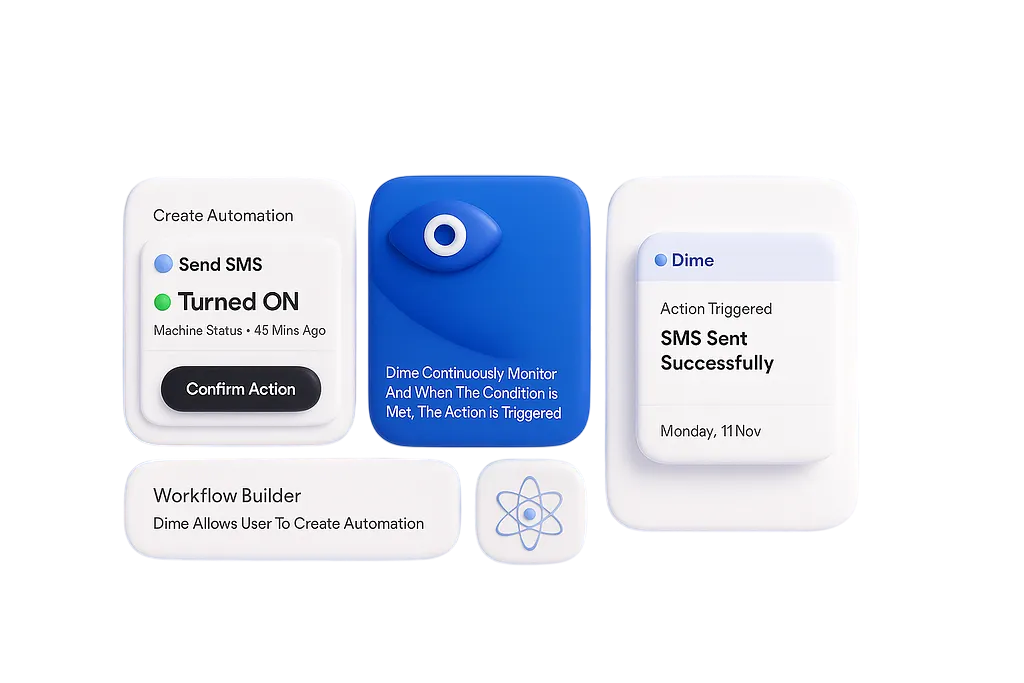 Create Automation
Send SMS
Turned ON
Machine Status • 45 Mins Ago
Confirm Action
Dime Continuously Monitor
And When The Condition is
Met, The Action is Triggered
Dime
Action Triggered
SMS Sent
Successfully
Monday, 11 Nov
Workflow Builder
Dime Allows User To Create Automation